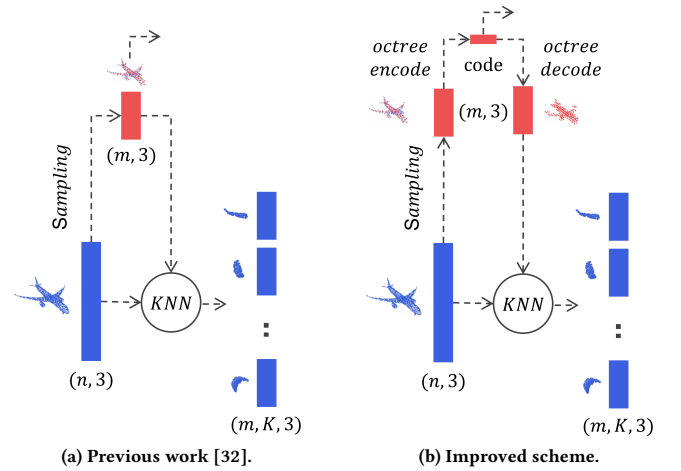 (m, 3)
Sampling
KNN
:
(n, 3)
(m, K, 3)
(a) Previous work [32].
octree
encode
code
octree
decode
(m, 3)
Sampling
KNN
:
(n, 3)
(m, K, 3)
(b) Improved scheme.